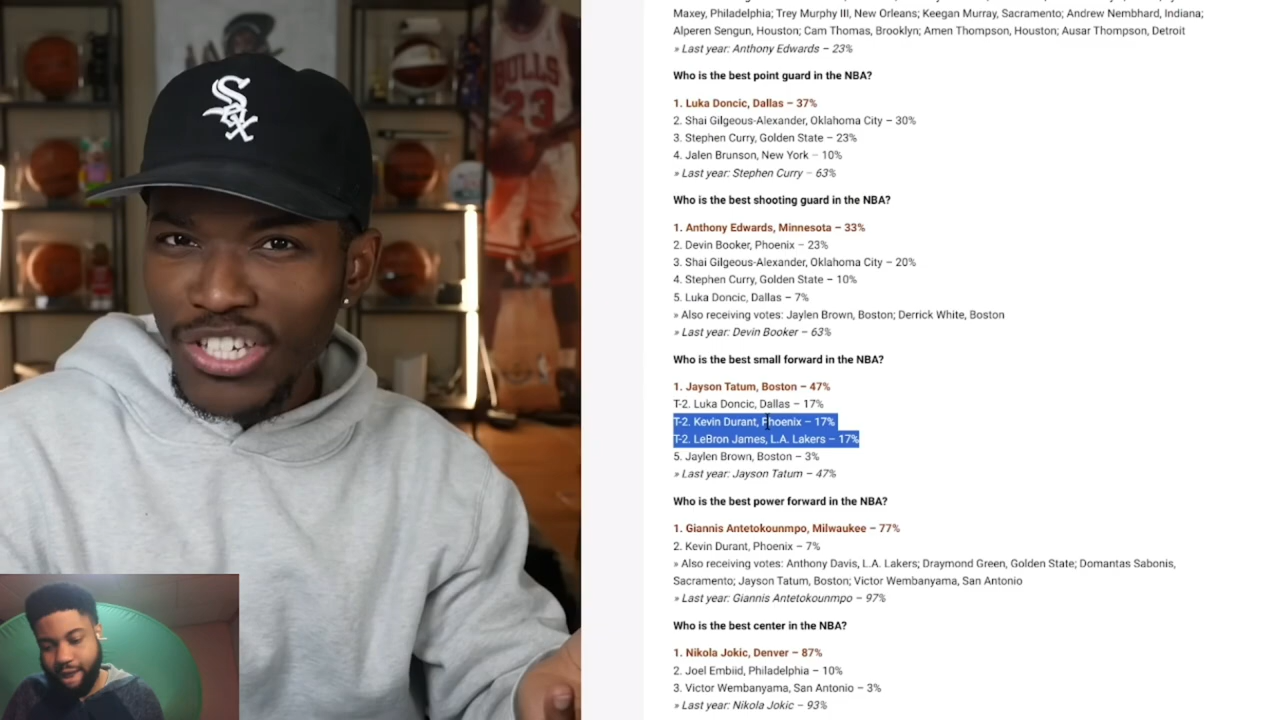 Sox
BULLS
23
Maxey, Philadelphia; Trey Murphy III, New Orleans; Keegan Murray, Sacramento; Andrew Nembhard, Indiana;
Alperen Sengun, Houston; Cam Thomas, Brooklyn; Amen Thompson, Houston; Ausar Thompson, Detroit
» Last year: Anthony Edwards – 23%
Who is the best point guard in the NBA?
1. Luka Doncic, Dallas – 37%
2. Shai Gilgeous-Alexander, Oklahoma City – 30%
3. Stephen Curry, Golden State – 23%
4. Jalen Brunson, New York – 10%
» Last year: Stephen Curry – 63%
Who is the best shooting guard in the NBA?
1. Anthony Edwards, Minnesota – 33%
2. Devin Booker, Phoenix – 23%
3. Shai Gilgeous-Alexander, Oklahoma City – 20%
4. Stephen Curry, Golden State – 10%
5. Luka Doncic, Dallas – 7%
» Also receiving votes: Jaylen Brown, Boston; Derrick White, Boston
» Last year: Devin Booker – 63%
Who is the best small forward in the NBA?
1. Jayson Tatum, Boston – 47%
T-2. Luka Doncic, Dallas – 17%
T-2. Kevin Durant, Phoenix – 17%
T-2. LeBron James, L.A. Lakers – 17%
5. Jaylen Brown, Boston – 3%
» Last year: Jayson Tatum – 47%
Who is the best power forward in the NBA?
1. Giannis Antetokounmpo, Milwaukee – 77%
2. Kevin Durant, Phoenix – 7%
» Also receiving votes: Anthony Davis, L.A. Lakers; Draymond Green, Golden State; Domantas Sabonis,
Sacramento; Jayson Tatum, Boston; Victor Wembanyama, San Antonio
» Last year: Giannis Antetokounmpo – 97%
Who is the best center in the NBA?
1. Nikola Jokic, Denver – 87%
2. Joel Embiid, Philadelphia – 10%
3. Victor Wembanyama, San Antonio – 3%
» Last year: Nikola Jokic – 93%